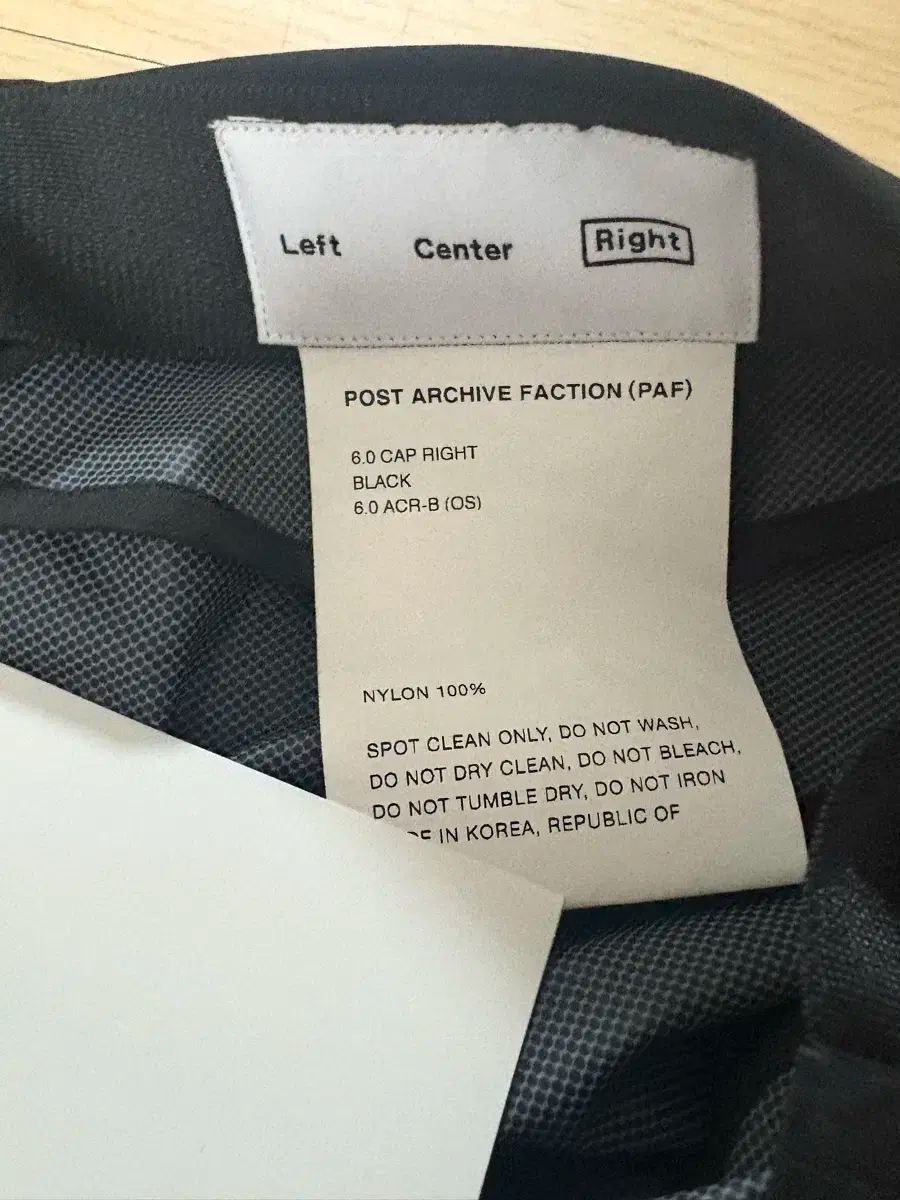 Left Center Right
POST ARCHIVE FACTION (PAF)
6.0 CAP RIGHT
BLACK
6.0 ACR-B (OS)
NYLON 100%
SPOT CLEAN ONLY, DO NOT WASH,
DO NOT DRY CLEAN, DO NOT BLEACH,
DO NOT TUMBLE DRY, DO NOT IRON
IN KOREA, REPUBLIC OF